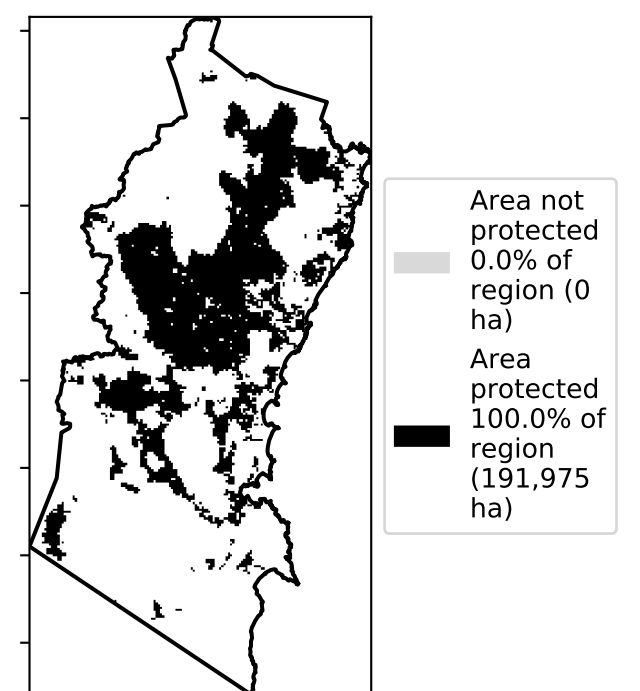 Area not
protected
0.0% of
region (0
ha)
Area
protected
100.0% of
region
(191,975
ha)